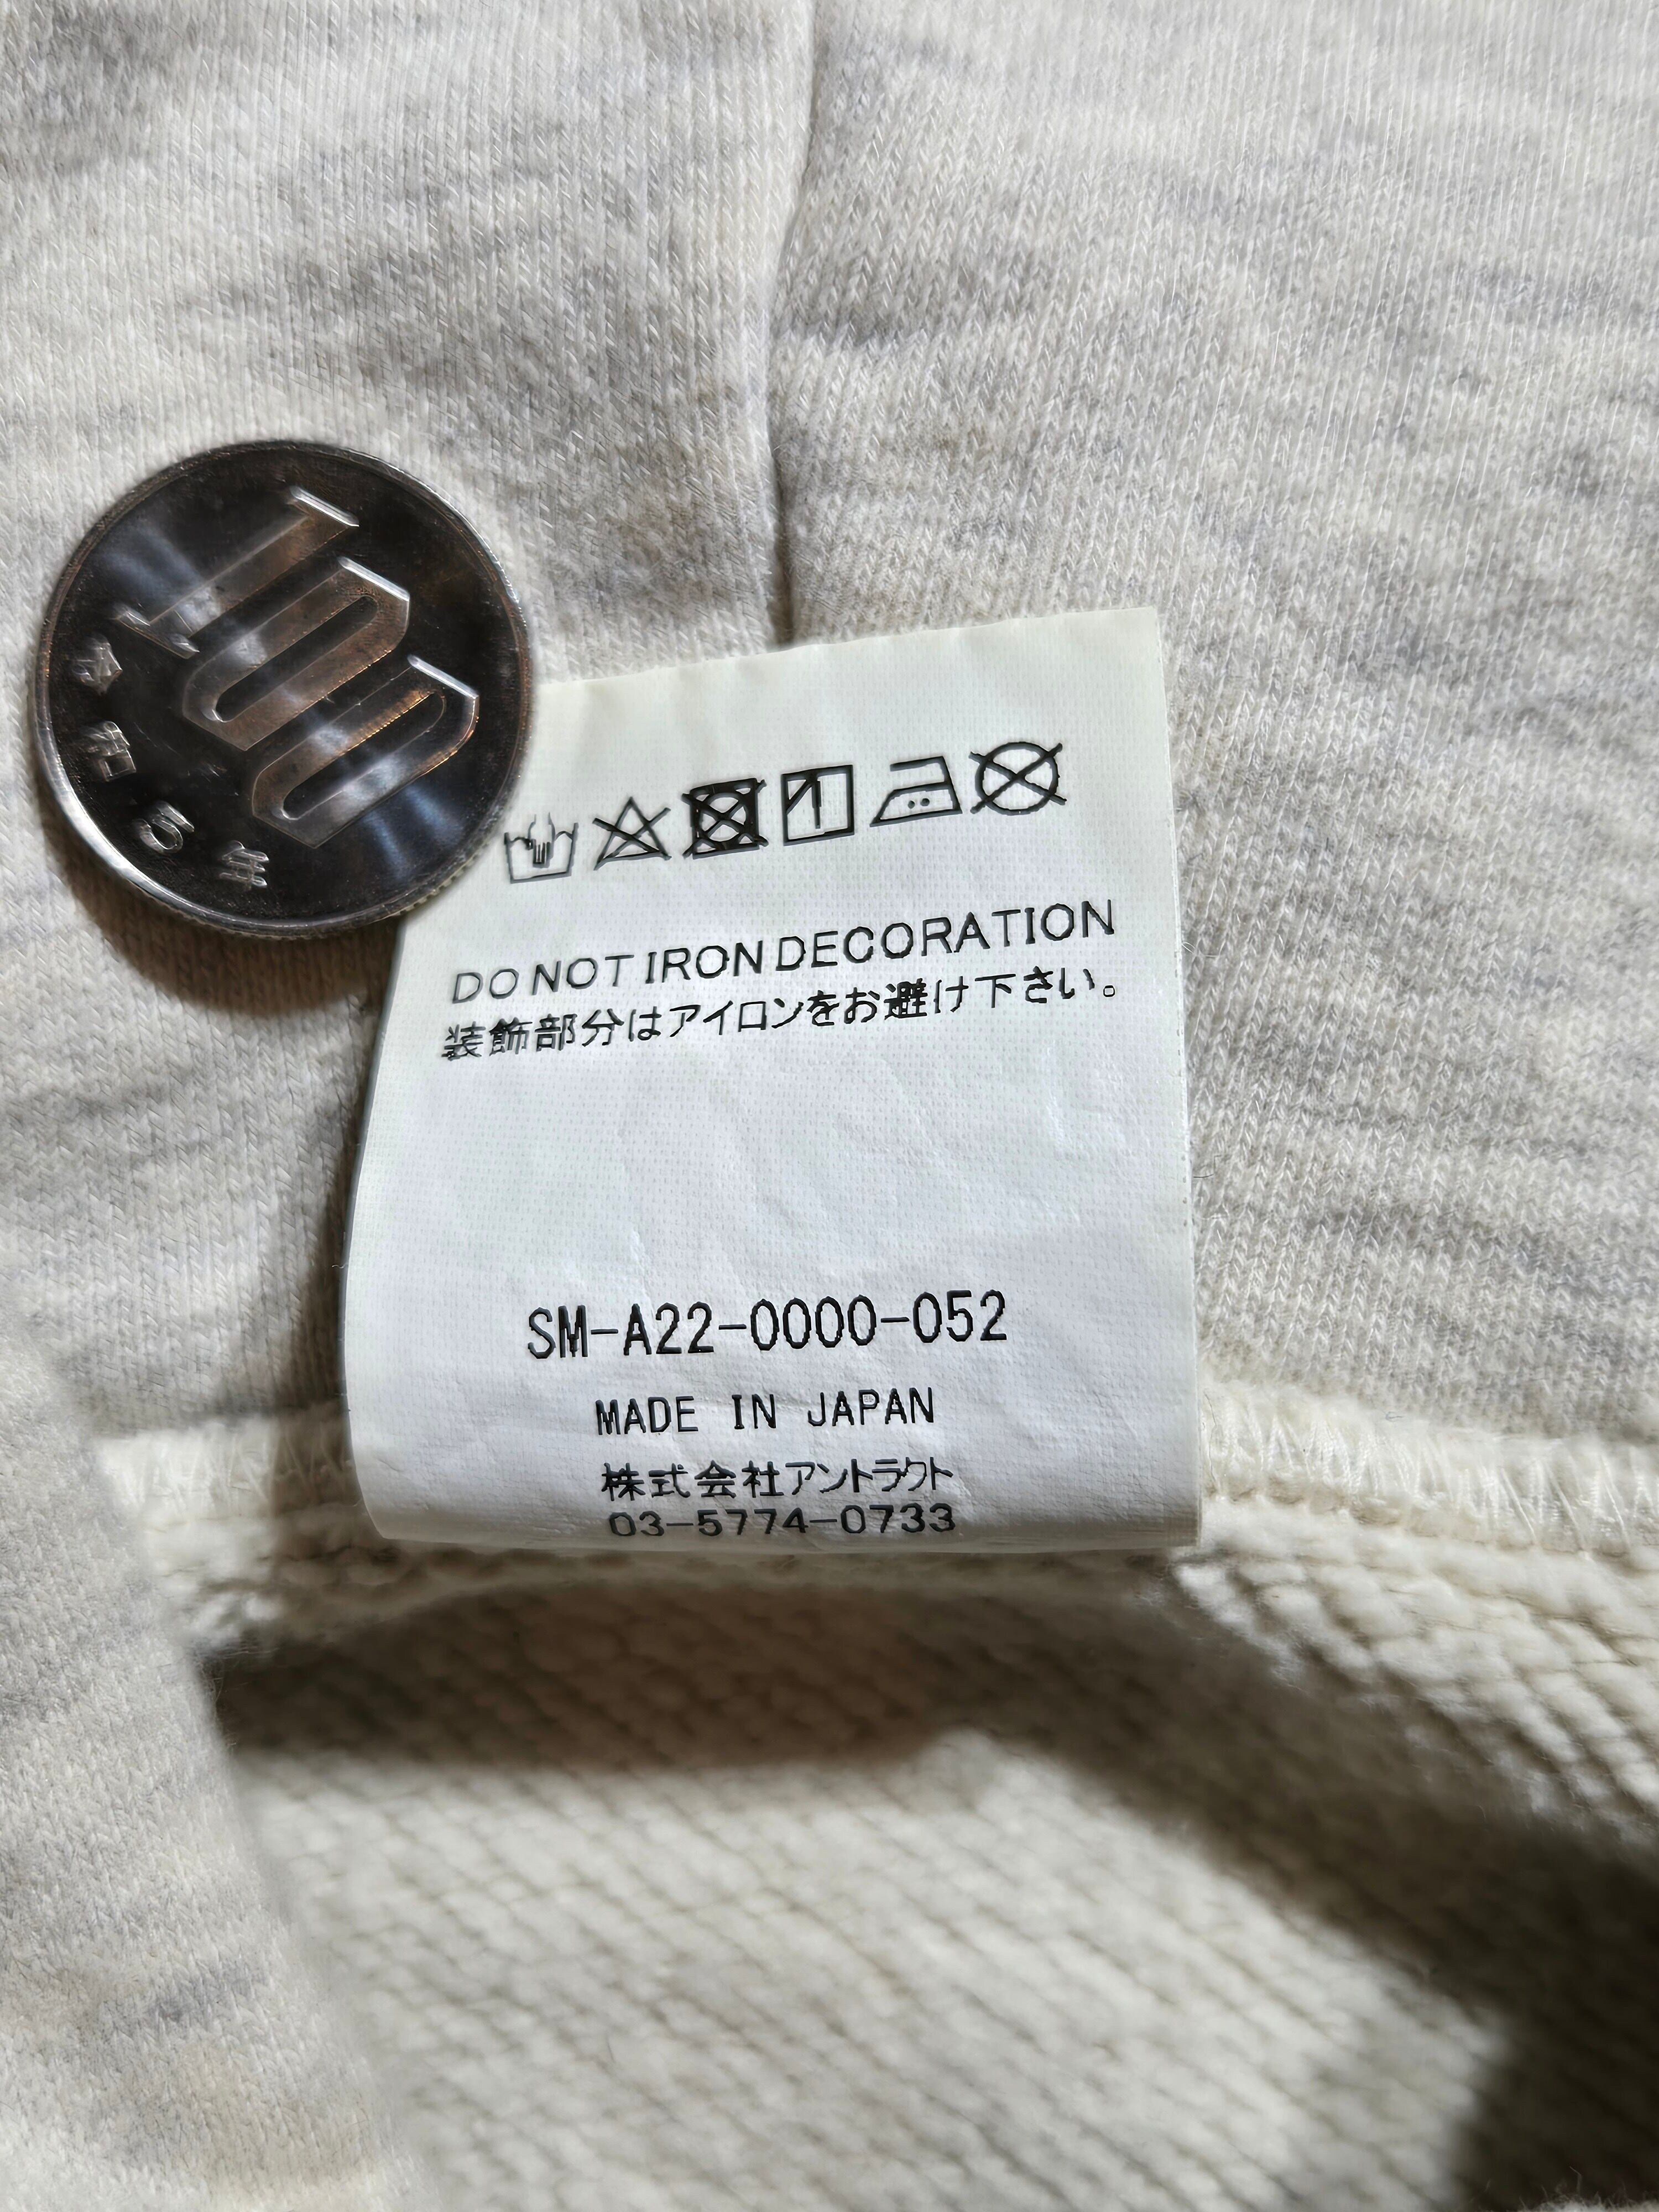 100
令和5年
DO NOT IRON DECORATION
装飾部分はアイロンをお避け下さい。
SM-A22-0000-052
MADE IN JAPAN
株式会社アントラクト
03-5774-0733